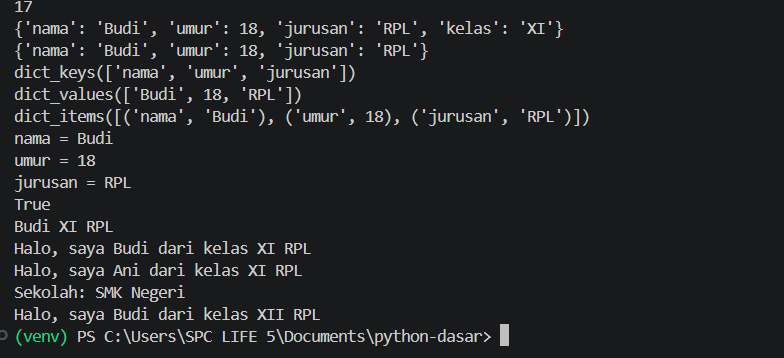 17
{'nama': 'Budi', 'umur': 18, 'jurusan': 'RPL', 'kelas': 'XI'}
{'nama': 'Budi', 'umur': 18, 'jurusan': 'RPL'}
dict_keys(['nama', 'umur', 'jurusan'])
dict_values(['Budi', 18, 'RPL'])
dict_items([('nama', 'Budi'), ('umur', 18), ('jurusan', 'RPL')])
nama = Budi
umur = 18
jurusan = RPL
True
Budi XI RPL
Halo, saya Budi dari kelas XI RPL
Halo, saya Ani dari kelas XI RPL
Sekolah: SMK Negeri
Halo, saya Budi dari kelas XII RPL
(venv) PS C:\Users\SPC LIFE 5\Documents\python-dasar>